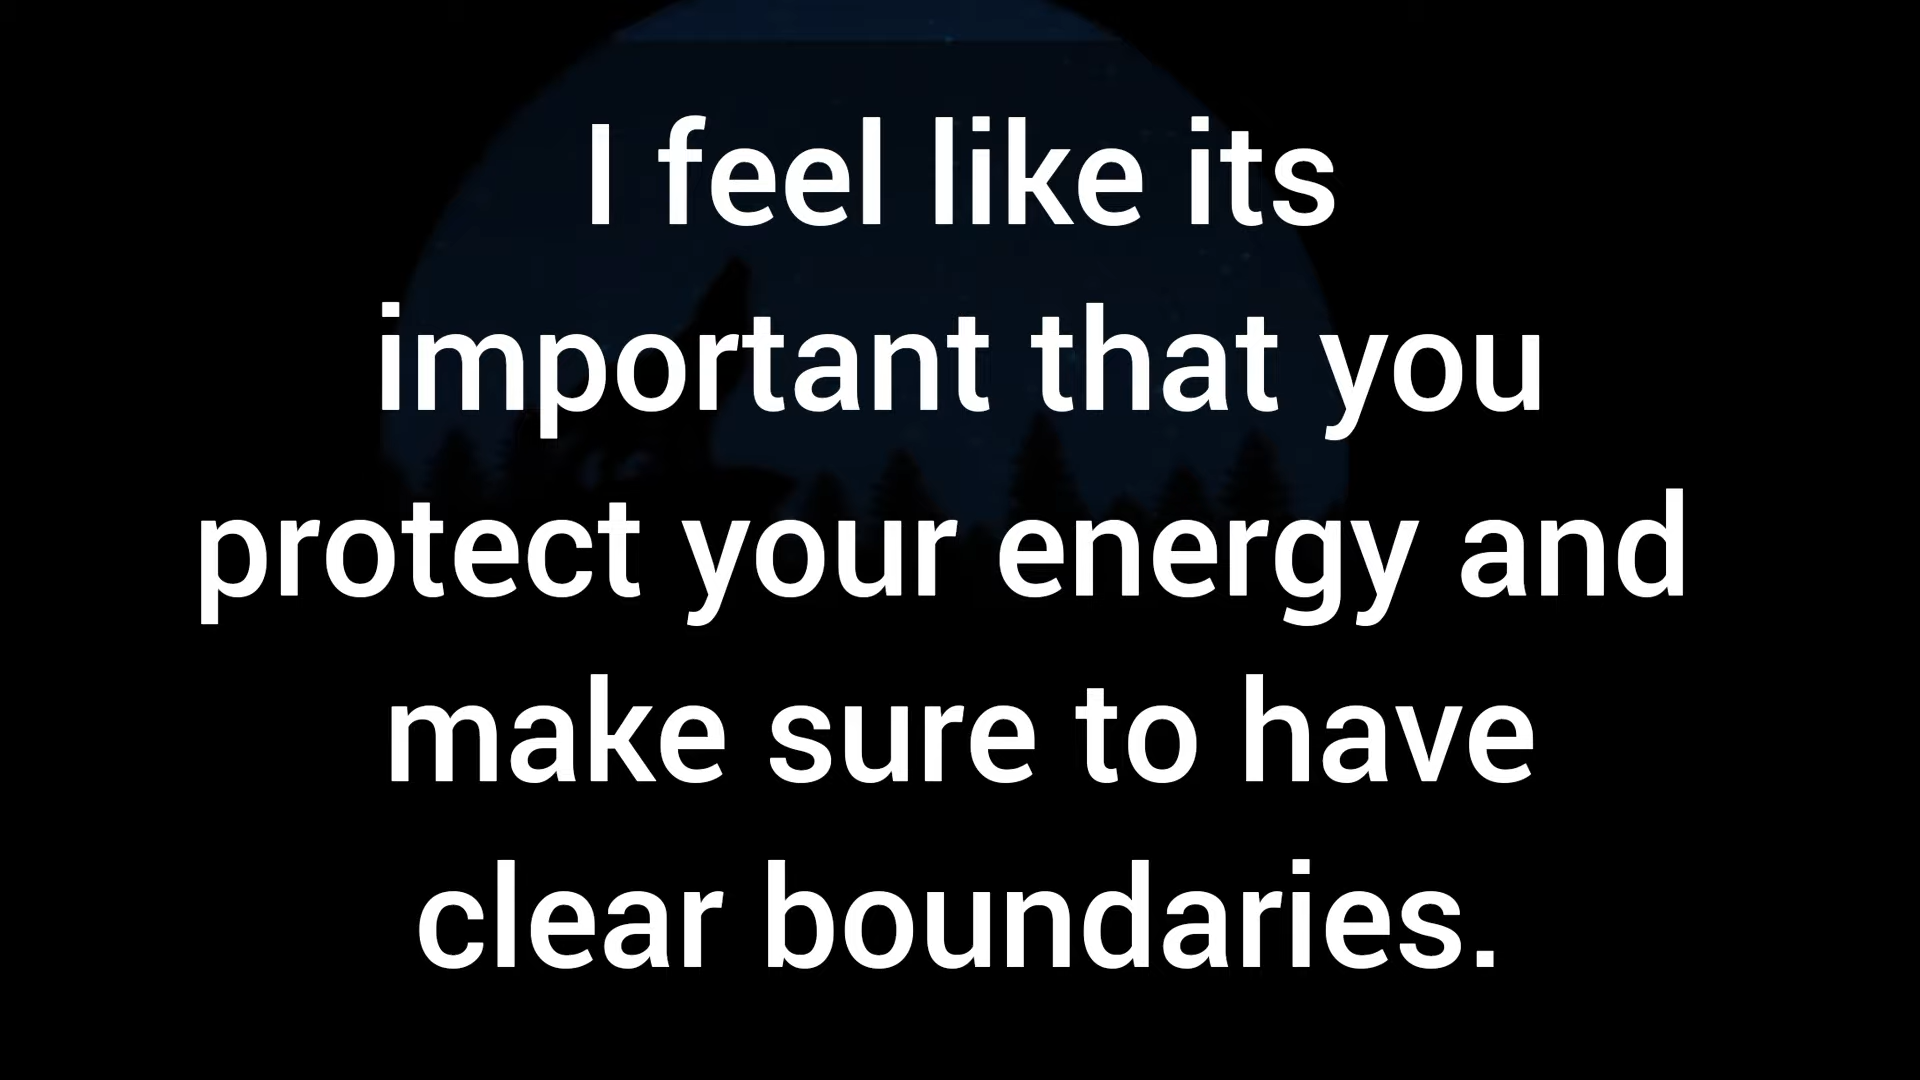 I feel like its
important that you
protect your energy and
make sure to have
clear boundaries.